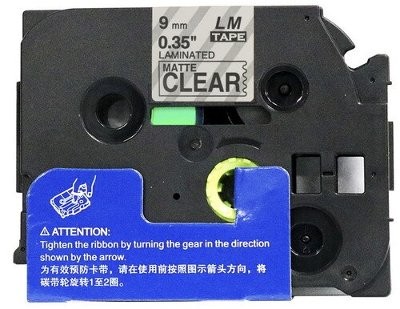 9 mm LM
0.35" TAPE
LAMINATED
MATTE
CLEAR
⚠ ATTENTION:
Tighten the ribbon by turning the gear in the direction
shown by the arrow.
为有效预防卡带，请在使用前按照图示箭头方向，将
碳带轮旋转1至2圈。